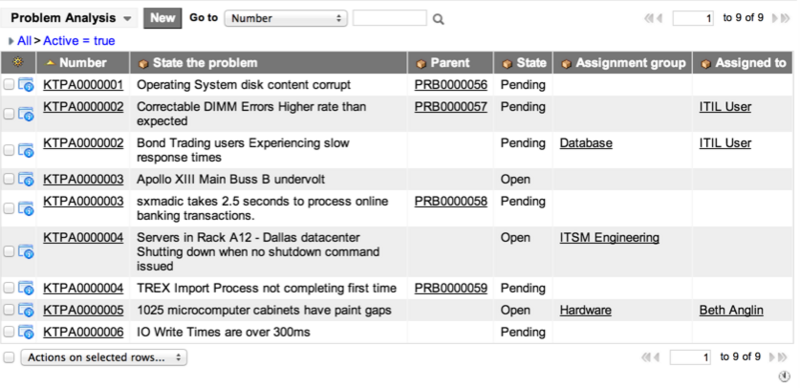 Problem Analysis New Go to Number 1 to 9 of 9
All > Active = true
Number State the problem Parent State Assignment group Assigned to
KTPA0000001 Operating System disk content corrupt PRB0000056 Pending
KTPA0000002 Correctable DIMM Errors Higher rate than PRB0000057 Pending ITIL User
expected
KTPA0000002 Bond Trading users Experiencing slow Pending Database ITIL User
response times
KTPA0000003 Apollo XIII Main Buss B undervolt Open
KTPA0000003 sxmadic takes 2.5 seconds to process online PRB0000058 Pending
banking transactions.
KTPA0000004 Servers in Rack A12 - Dallas datacenter Open ITSM Engineering
Shutting down when no shutdown command
issued
KTPA0000004 TREX Import Process not completing first time PRB0000059 Pending
KTPA0000005 1025 microcomputer cabinets have paint gaps Open Hardware Beth Anglin
KTPA0000006 IO Write Times are over 300ms Pending
Actions on selected rows... 1 to 9 of 9